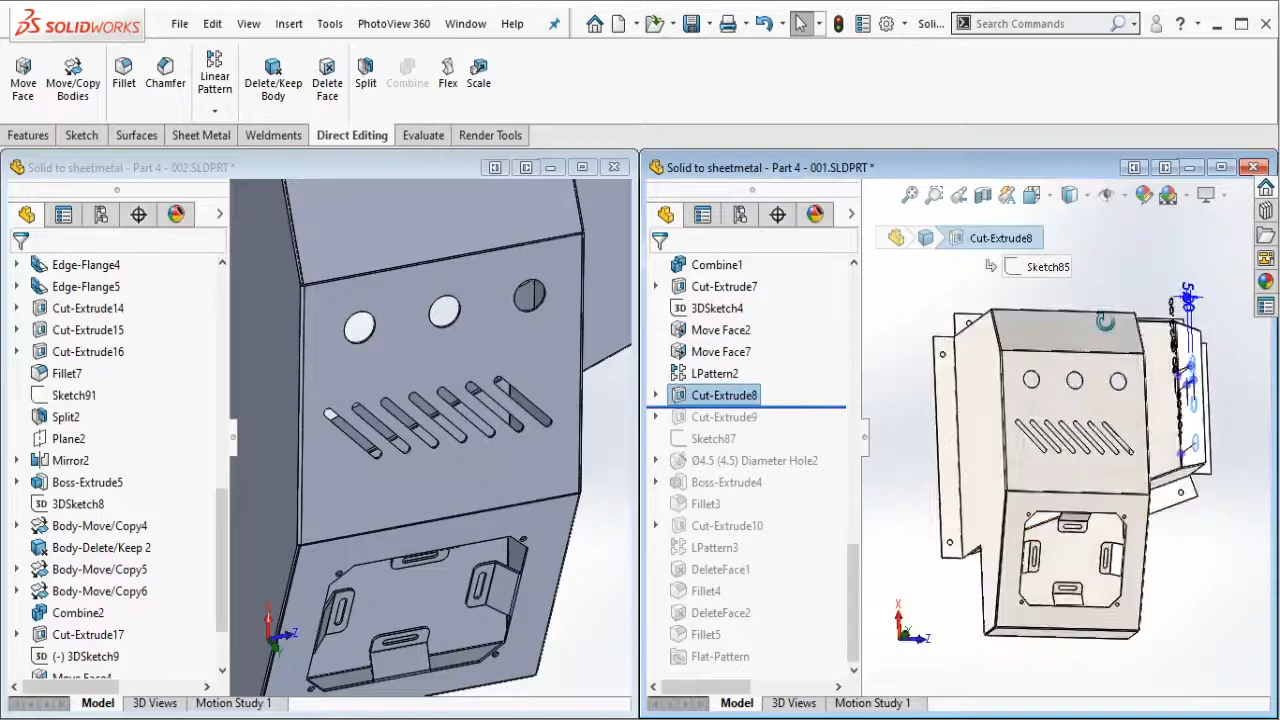 SOLIDWORKS
File Edit View Insert Tools PhotoView 360 Window Help
Soli...
Search Commands
Move Face
Move/Copy Bodies
Fillet
Chamfer
Linear Pattern
Delete/Keep Body
Delete Face
Split
Combine
Flex
Scale
Features Sketch Surfaces Sheet Metal Weldments Direct Editing Evaluate Render Tools
Solid to sheetmetal - Part 4 - 002.SLDPRT *
Edge-Flange4
Edge-Flange5
Cut-Extrude14
Cut-Extrude15
Cut-Extrude16
Fillet7
Sketch91
Split2
Plane2
Mirror2
Boss-Extrude5
3D 3DSketch8
Body-Move/Copy4
Body-Delete/Keep 2
Body-Move/Copy5
Body-Move/Copy6
Combine2
Cut-Extrude17
3D (-) 3DSketch9
Move Face4
X
Z
Model 3D Views Motion Study 1
Solid to sheetmetal - Part 4 - 001.SLDPRT *
Combine1
Cut-Extrude7
3D 3DSketch4
Move Face2
Move Face7
LPattern2
Cut-Extrude8
Cut-Extrude9
Sketch87
Ø4.5 (4.5) Diameter Hole2
Boss-Extrude4
Fillet3
Cut-Extrude10
LPattern3
DeleteFace1
Fillet4
DeleteFace2
Fillet5
Flat-Pattern
Cut-Extrude8
Sketch85
X
Z
Model 3D Views Motion Study 1